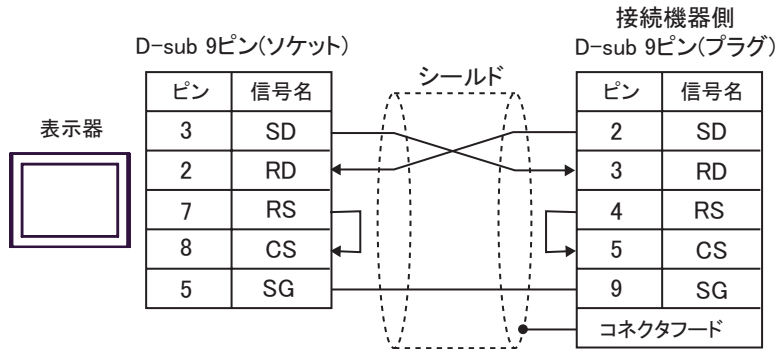 接続機器側
D-sub 9ピン(ソケット)
D-sub 9ピン(プラグ)
シールド
表示器
ピン 信号名
3 SD
2 RD
7 RS
8 CS
5 SG
ピン 信号名
2 SD
3 RD
4 RS
5 CS
9 SG
コネクタフード